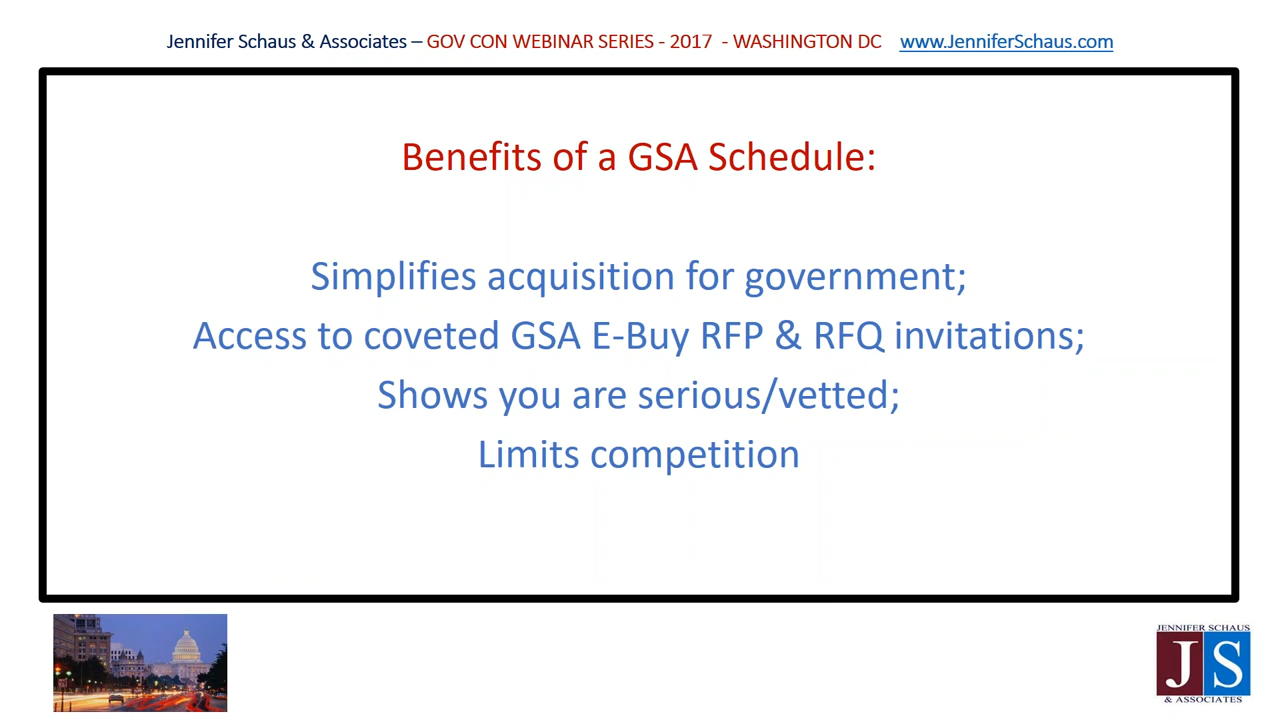 Jennifer Schaus & Associates – GOV CON WEBINAR SERIES - 2017 - WASHINGTON DC www.JenniferSchaus.com
Benefits of a GSA Schedule:
Simplifies acquisition for government;
Access to coveted GSA E-Buy RFP & RFQ invitations;
Shows you are serious/vetted;
Limits competition
JENNIFER SCHAUS
JS
& ASSOCIATES